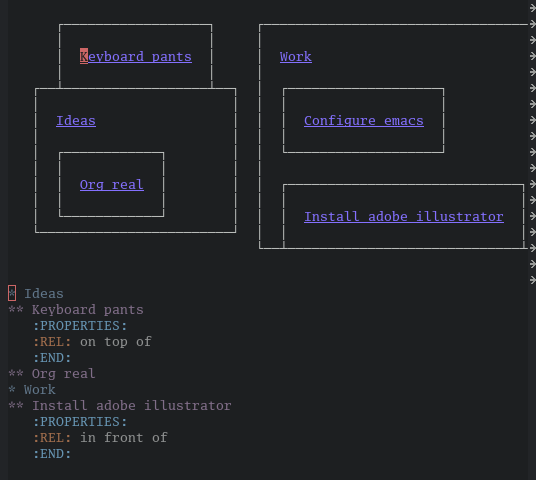 Keyboard pants
Work
Ideas
Configure emacs
Org real
Install adobe illustrator
* Ideas
** Keyboard pants
:PROPERTIES:
:REL: on top of
:END:
** Org real
* Work
** Install adobe illustrator
:PROPERTIES:
:REL: in front of
:END: